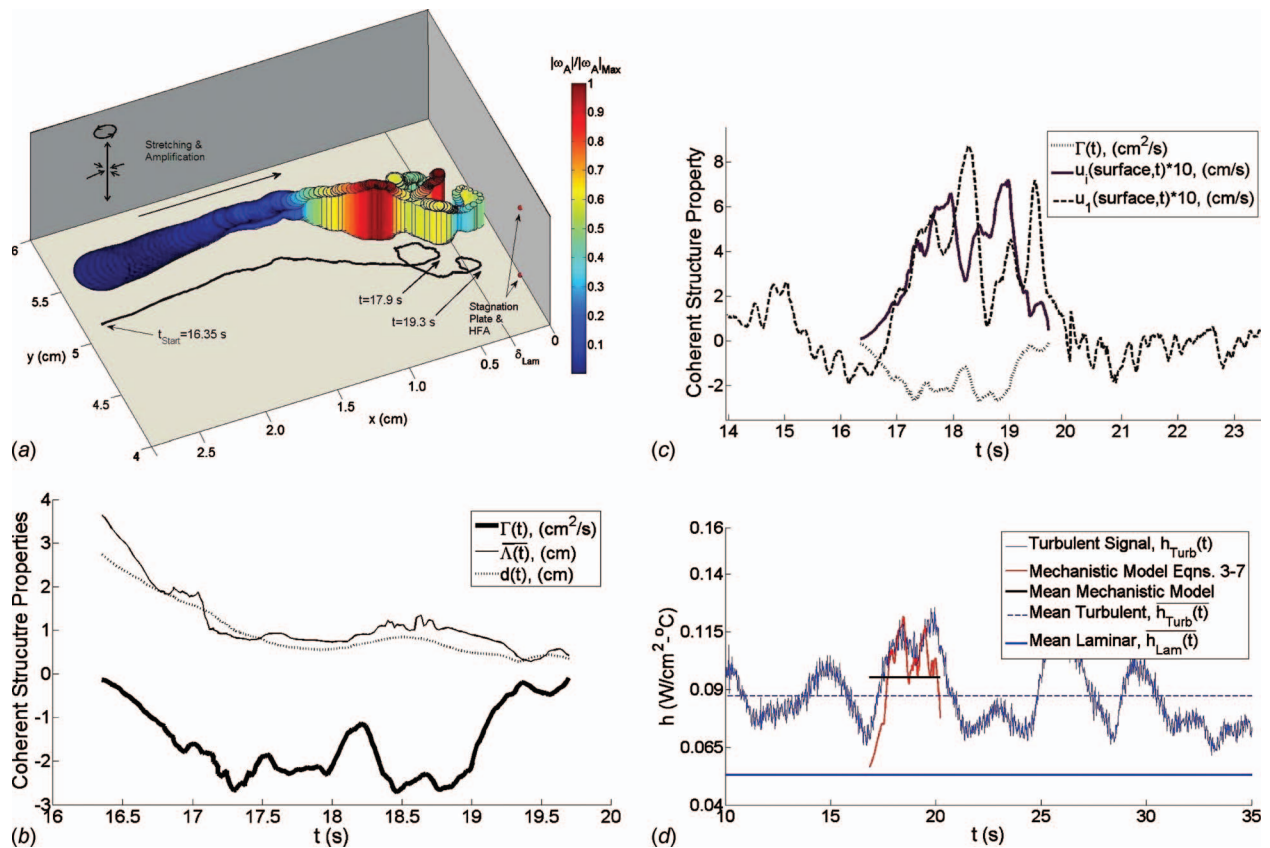 (a)
|ω_A|/|ω_A|_Max
1
0.9
0.8
0.7
0.6
0.5
0.4
0.3
0.2
0.1
Stretching &
Amplification
t=17.9 s
t=19.3 s
t_Start=16.35 s
Stagnation
Plate &
HFA
δ_Lam
6
5.5
5
4.5
4
y (cm)
2.5
2.0
1.5
1.0
0.5
0
x (cm)
(b)
Coherent Strucutre Properties
4
3
2
1
0
-1
-2
-3
16
16.5
17
17.5
18
18.5
19
19.5
20
t (s)
Γ(t), (cm²/s)
Λ(t), (cm)
d(t), (cm)
(c)
Coherent Structure Property
8
6
4
2
0
-2
14
15
16
17
18
19
20
21
22
23
t (s)
Γ(t), (cm²/s)
u_i(surface,t)*10, (cm/s)
u_1(surface,t)*10, (cm/s)
(d)
h (W/cm²-°C)
0.16
0.14
0.115
0.09
0.065
0.04
10
15
20
25
30
35
t (s)
Turbulent Signal, h_Turb(t)
Mechanistic Model Eqns. 3-7
Mean Mechanistic Model
Mean Turbulent, h_Turb(t)
Mean Laminar, h_Lam(t)